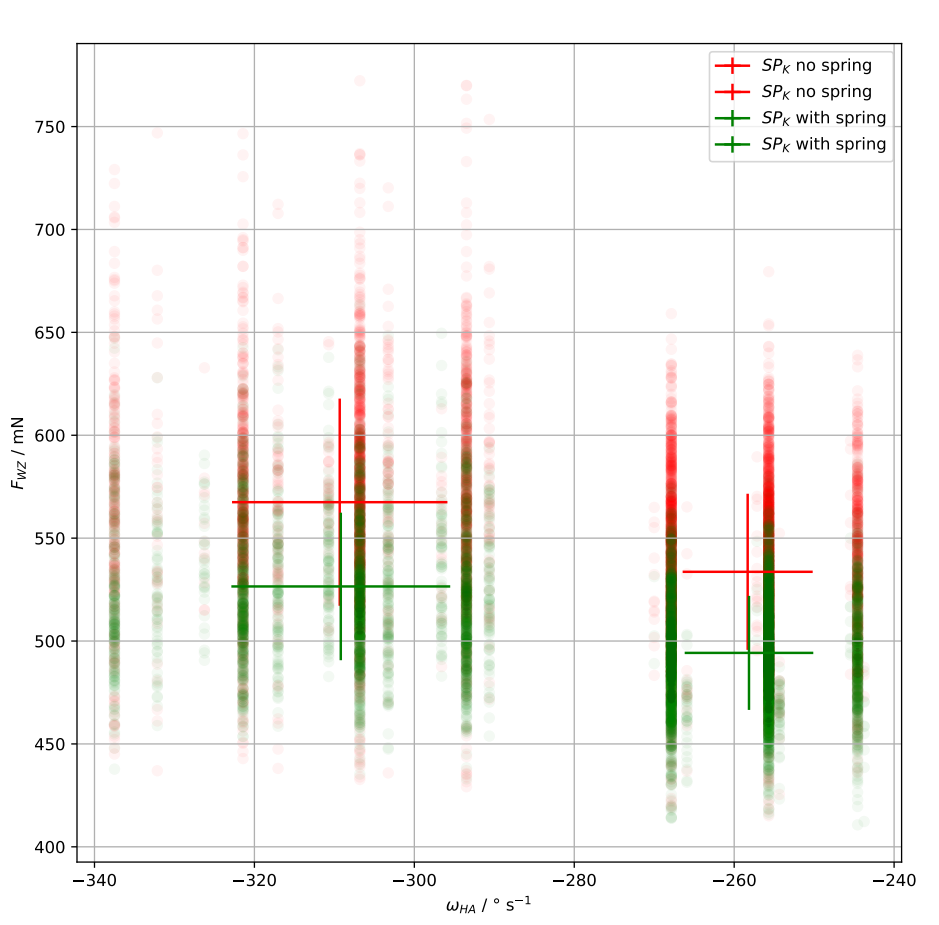 SP_K no spring
SP_K no spring
SP_K with spring
SP_K with spring
750
700
650
600
550
500
450
400
F_WZ / mN
−340 −320 −300 −280 −260 −240
ω_HA / ° s⁻¹